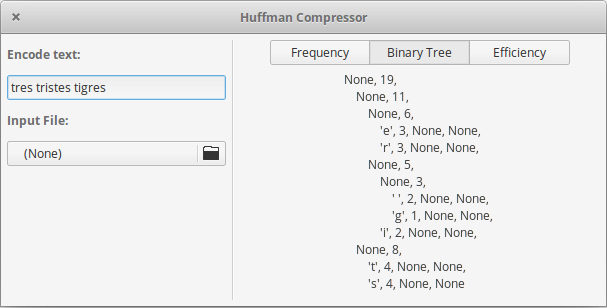 Huffman Compressor
Encode text:
tres tristes tigres
Input File:
(None)
Frequency Binary Tree Efficiency
None, 19,
None, 11,
None, 6,
'e', 3, None, None,
'r', 3, None, None,
None, 5,
None, 3,
' ', 2, None, None,
'g', 1, None, None,
'i', 2, None, None,
None, 8,
't', 4, None, None,
's', 4, None, None